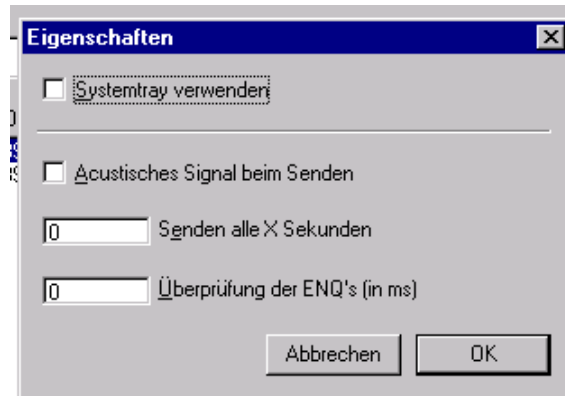 Eigenschaften
Systemtray verwenden
Acustisches Signal beim Senden
0 Senden alle X Sekunden
0 Überprüfung der ENQ's (in ms)
Abbrechen OK